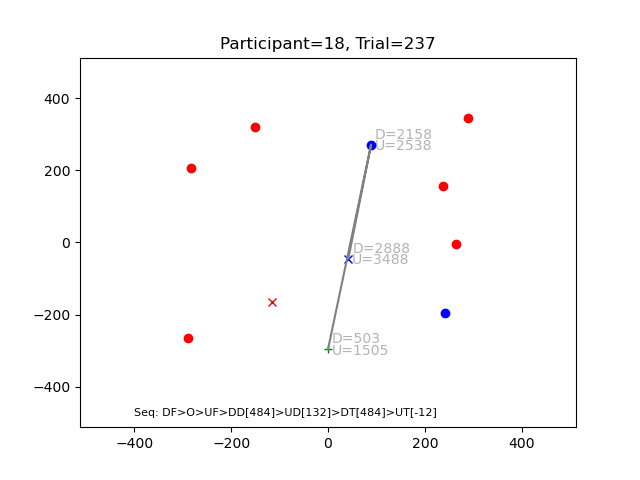 Participant=18, Trial=237
400
200
0
−200
−400
D=2158
U=2538
D=2888
U=3488
D=503
U=1505
Seq: DF>O>UF>DD[484]>UD[132]>DT[484]>UT[-12]
−400
−200
0
200
400